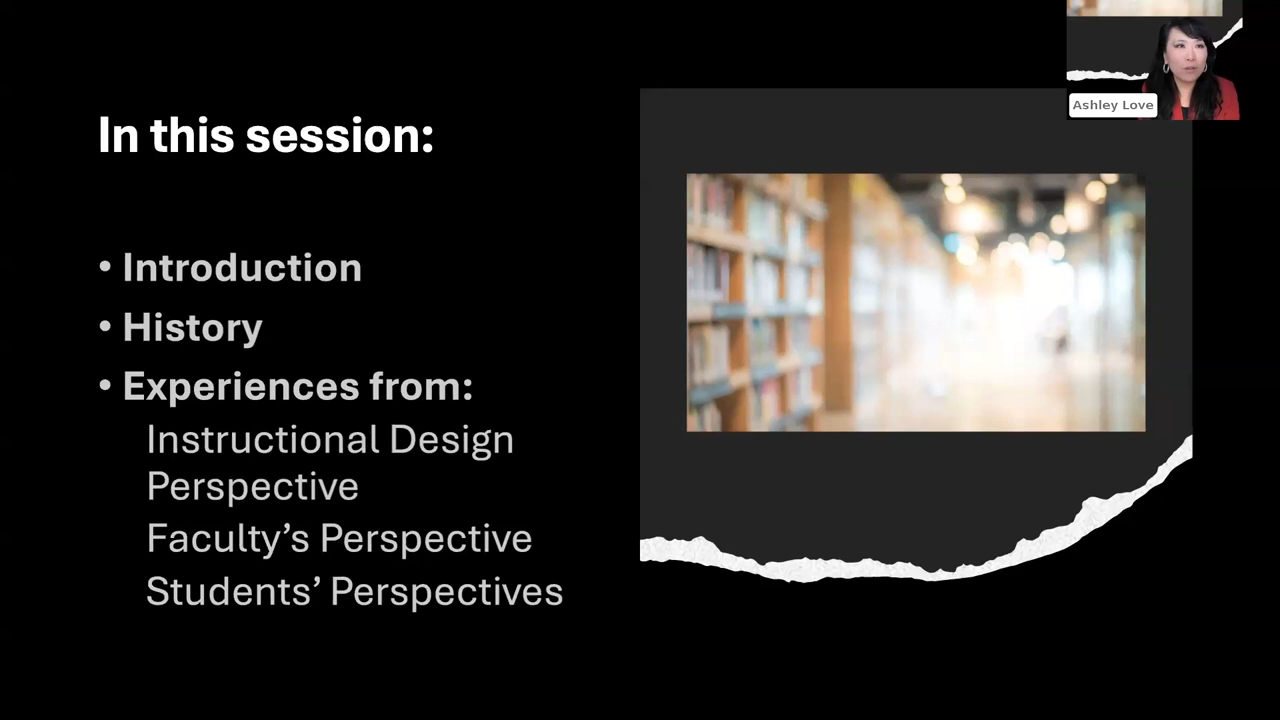 In this session:
• Introduction
• History
• Experiences from:
Instructional Design
Perspective
Faculty’s Perspective
Students’ Perspectives
Ashley Love